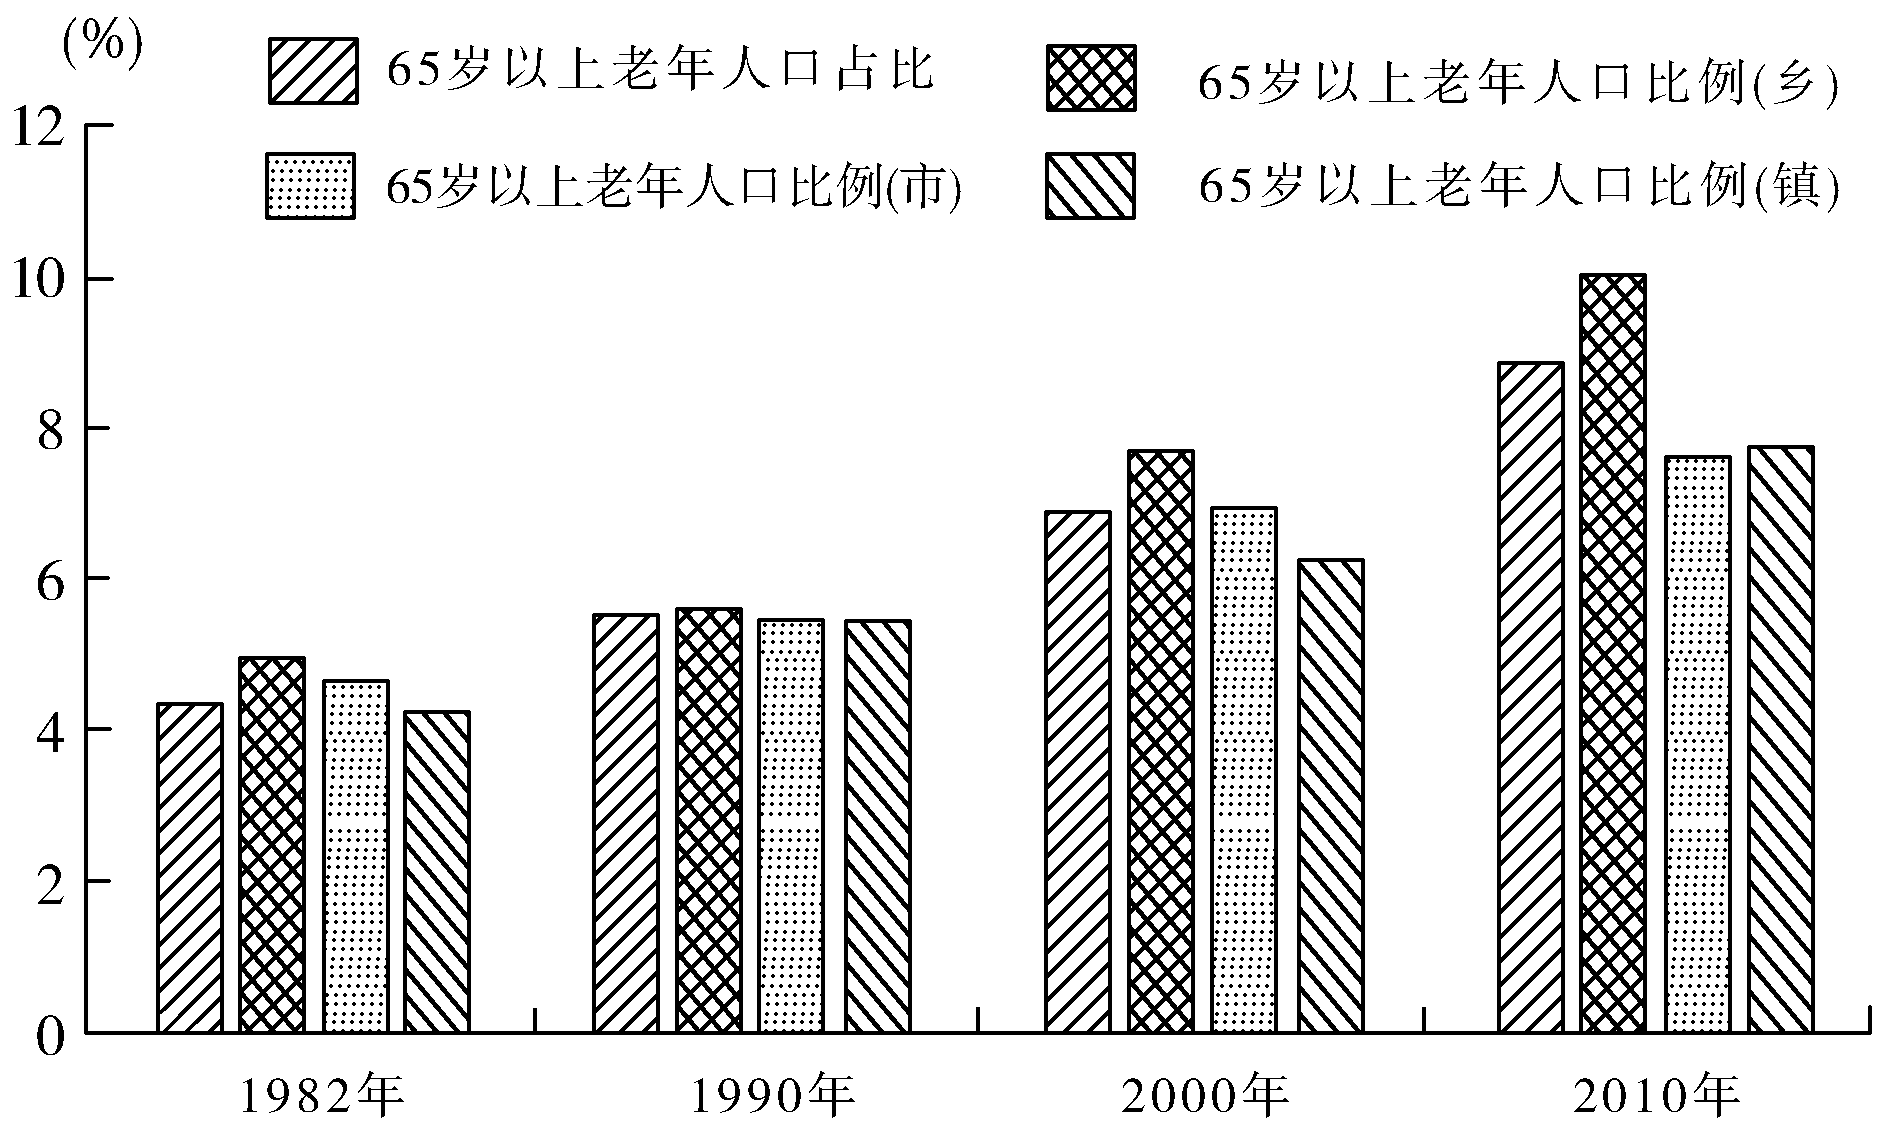 (%)
65岁以上老年人口占比
65岁以上老年人口比例(乡)
65岁以上老年人口比例(市)
65岁以上老年人口比例(镇)
12
10
8
6
4
2
0
1982年
1990年
2000年
2010年